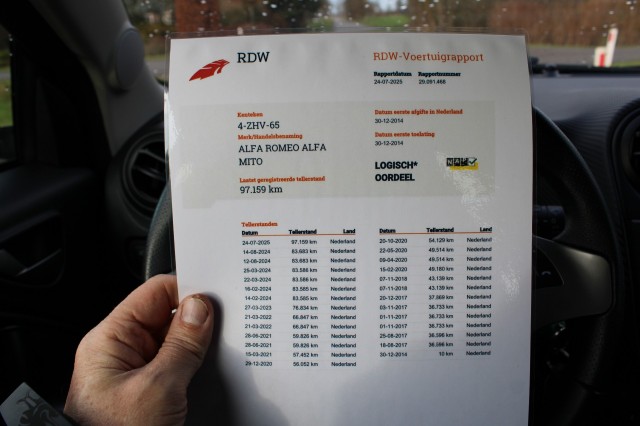 RDW
RDW-Voertuigrapport
Rapportdatum Rapportnummer
24-07-2025 29.091.468
Kenteken
4-ZHV-65
Merk/Handelsbenaming
ALFA ROMEO ALFA
MITO
Laatst geregistreerde tellerstand
97.159 km
Datum eerste afgifte in Nederland
30-12-2014
Datum eerste toelating
30-12-2014
LOGISCH*
OORDEEL
NAP
Tellerstanden
Datum Tellerstand Land
24-07-2025 97.159 km Nederland
14-08-2024 83.683 km Nederland
12-08-2024 83.683 km Nederland
25-03-2024 83.586 km Nederland
22-03-2024 83.586 km Nederland
16-02-2024 83.585 km Nederland
14-02-2024 83.585 km Nederland
27-03-2023 76.834 km Nederland
21-03-2022 66.847 km Nederland
21-03-2022 66.847 km Nederland
28-06-2021 59.826 km Nederland
28-06-2021 59.826 km Nederland
15-03-2021 57.452 km Nederland
29-12-2020 56.052 km Nederland
Datum Tellerstand Land
20-10-2020 54.129 km Nederland
22-05-2020 49.514 km Nederland
09-04-2020 49.514 km Nederland
15-02-2020 48.180 km Nederland
07-11-2018 43.139 km Nederland
07-11-2018 43.139 km Nederland
20-12-2017 37.869 km Nederland
03-11-2017 36.733 km Nederland
01-11-2017 36.733 km Nederland
01-11-2017 36.733 km Nederland
25-08-2017 36.596 km Nederland
18-08-2017 36.596 km Nederland
30-12-2014 10 km Nederland